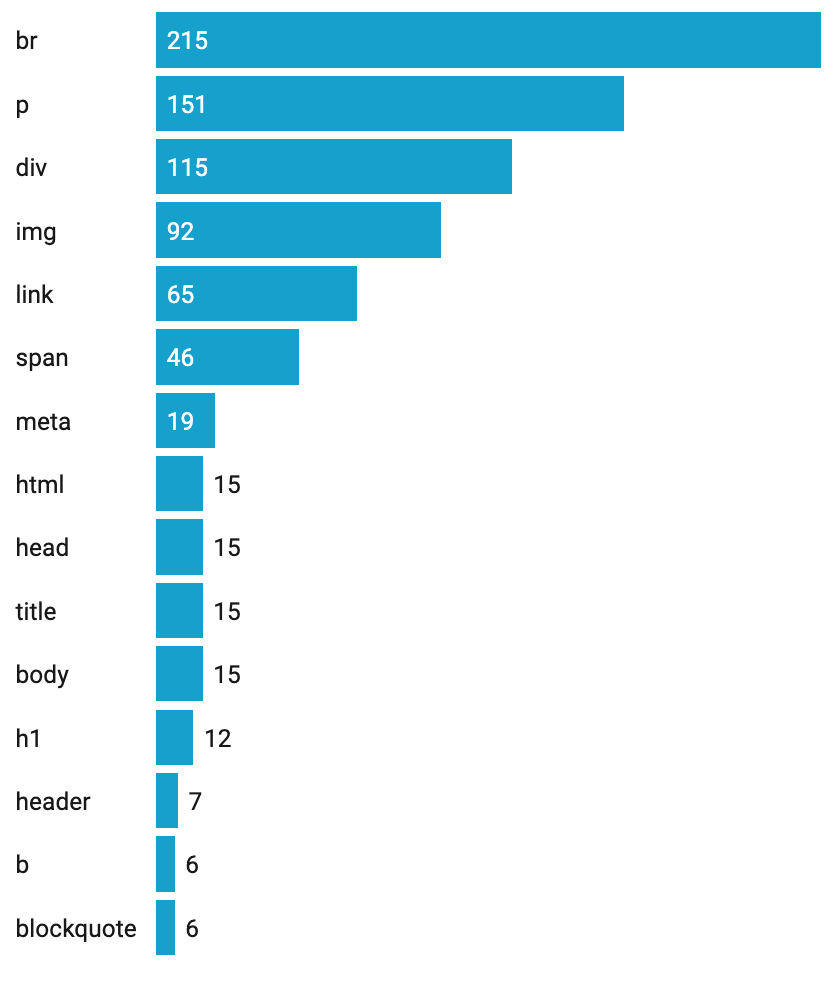 br 215
p 151
div 115
img 92
link 65
span 46
meta 19
html 15
head 15
title 15
body 15
h1 12
header 7
b 6
blockquote 6